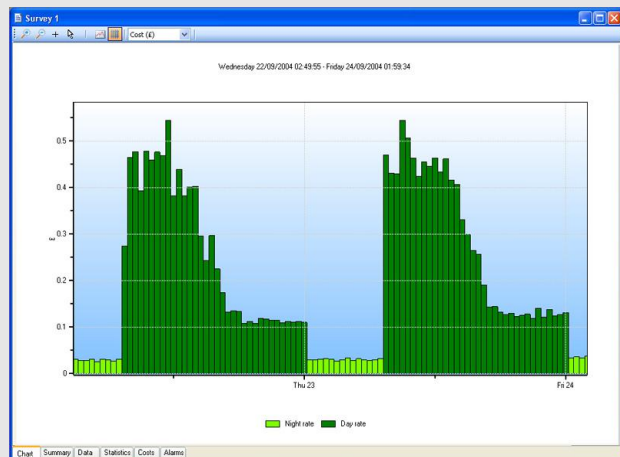 Survey 1
Cost (£)
Wednesday 22/09/2004 02:49:55 - Friday 24/09/2004 01:59:34
0.5
0.4
0.3
£
0.2
0.1
0
Thu 23
Fri 24
Night rate
Day rate
Chart
Summary
Data
Statistics
Costs
Alarms